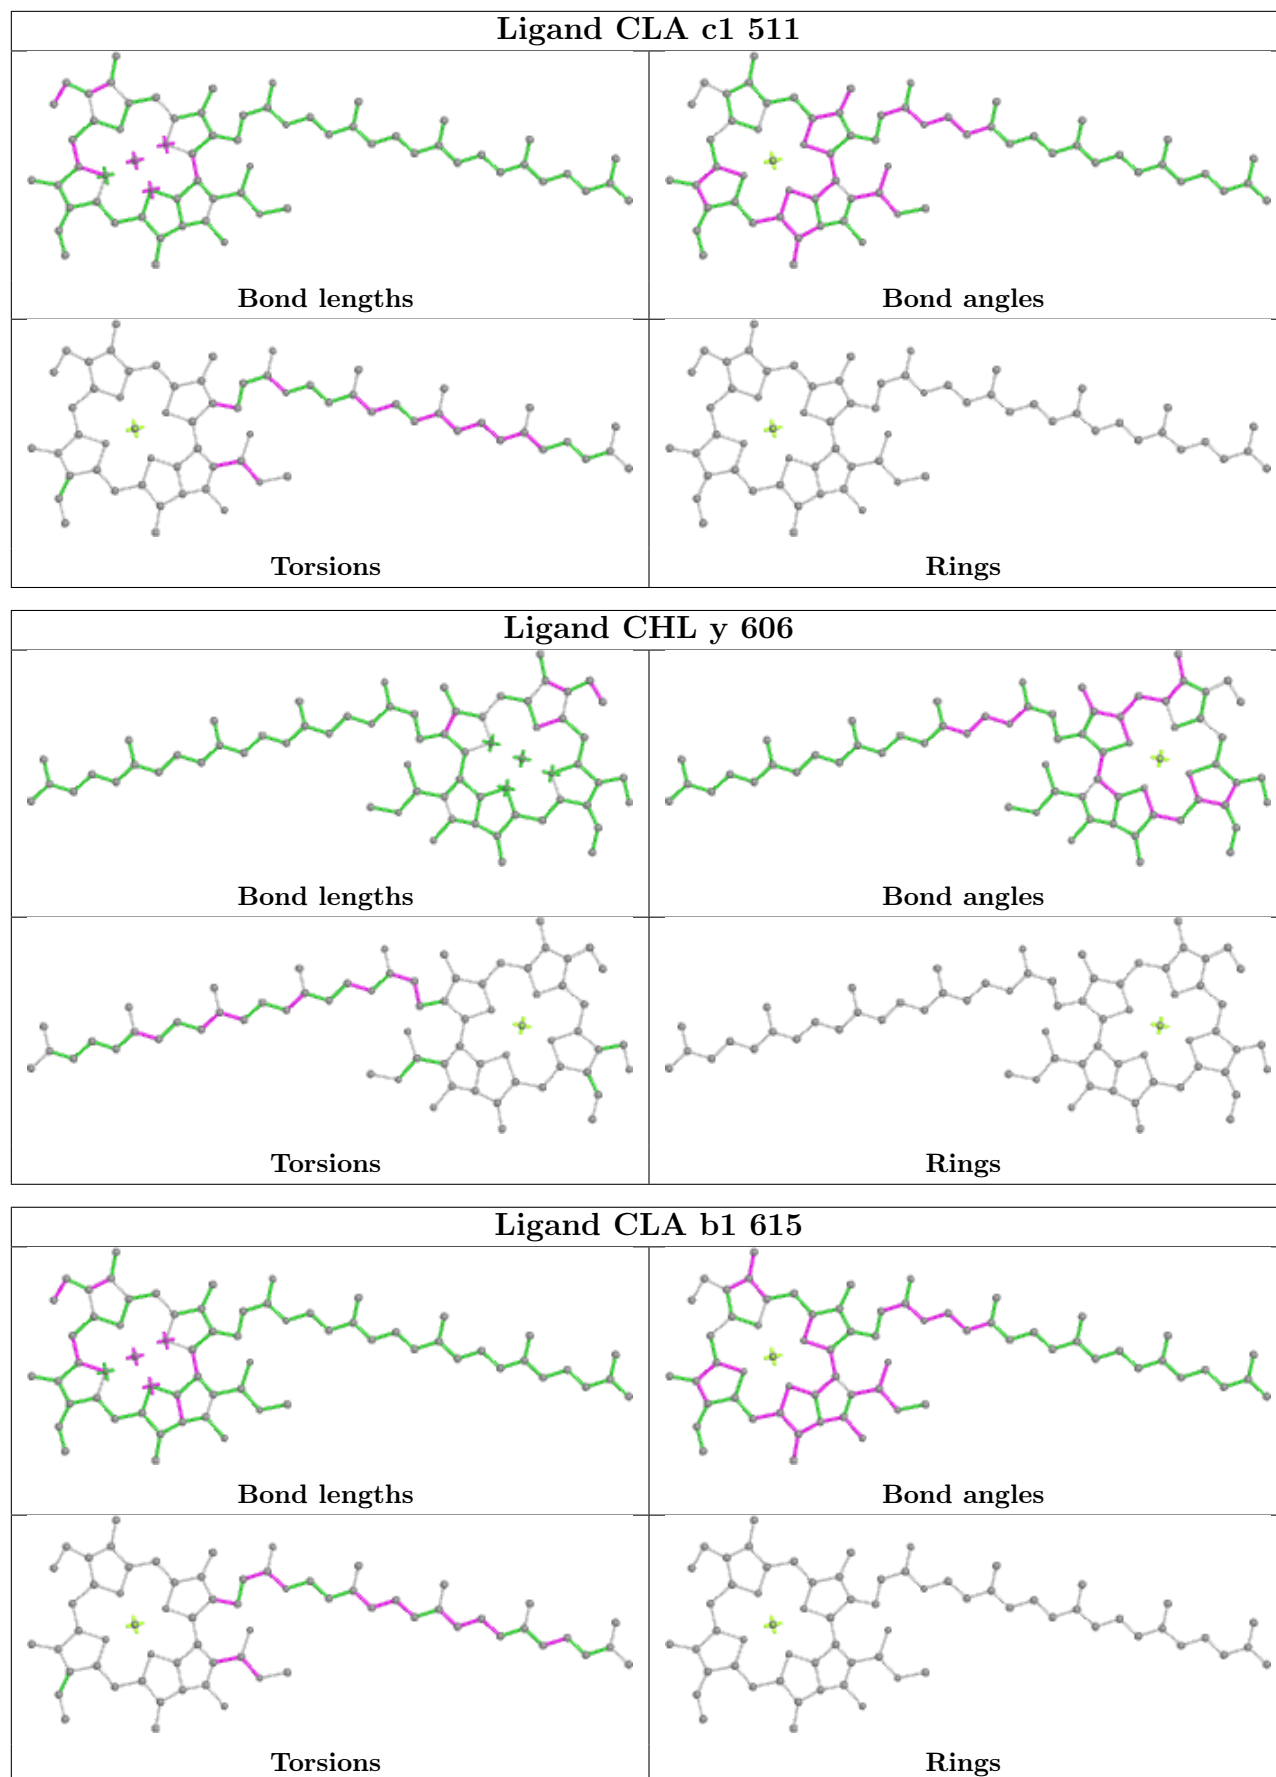 Ligand CLA c1 511
Bond lengths
Bond angles
Torsions
Rings
Ligand CHL y 606
Bond lengths
Bond angles
Torsions
Rings
Ligand CLA b1 615
Bond lengths
Bond angles
Torsions
Rings